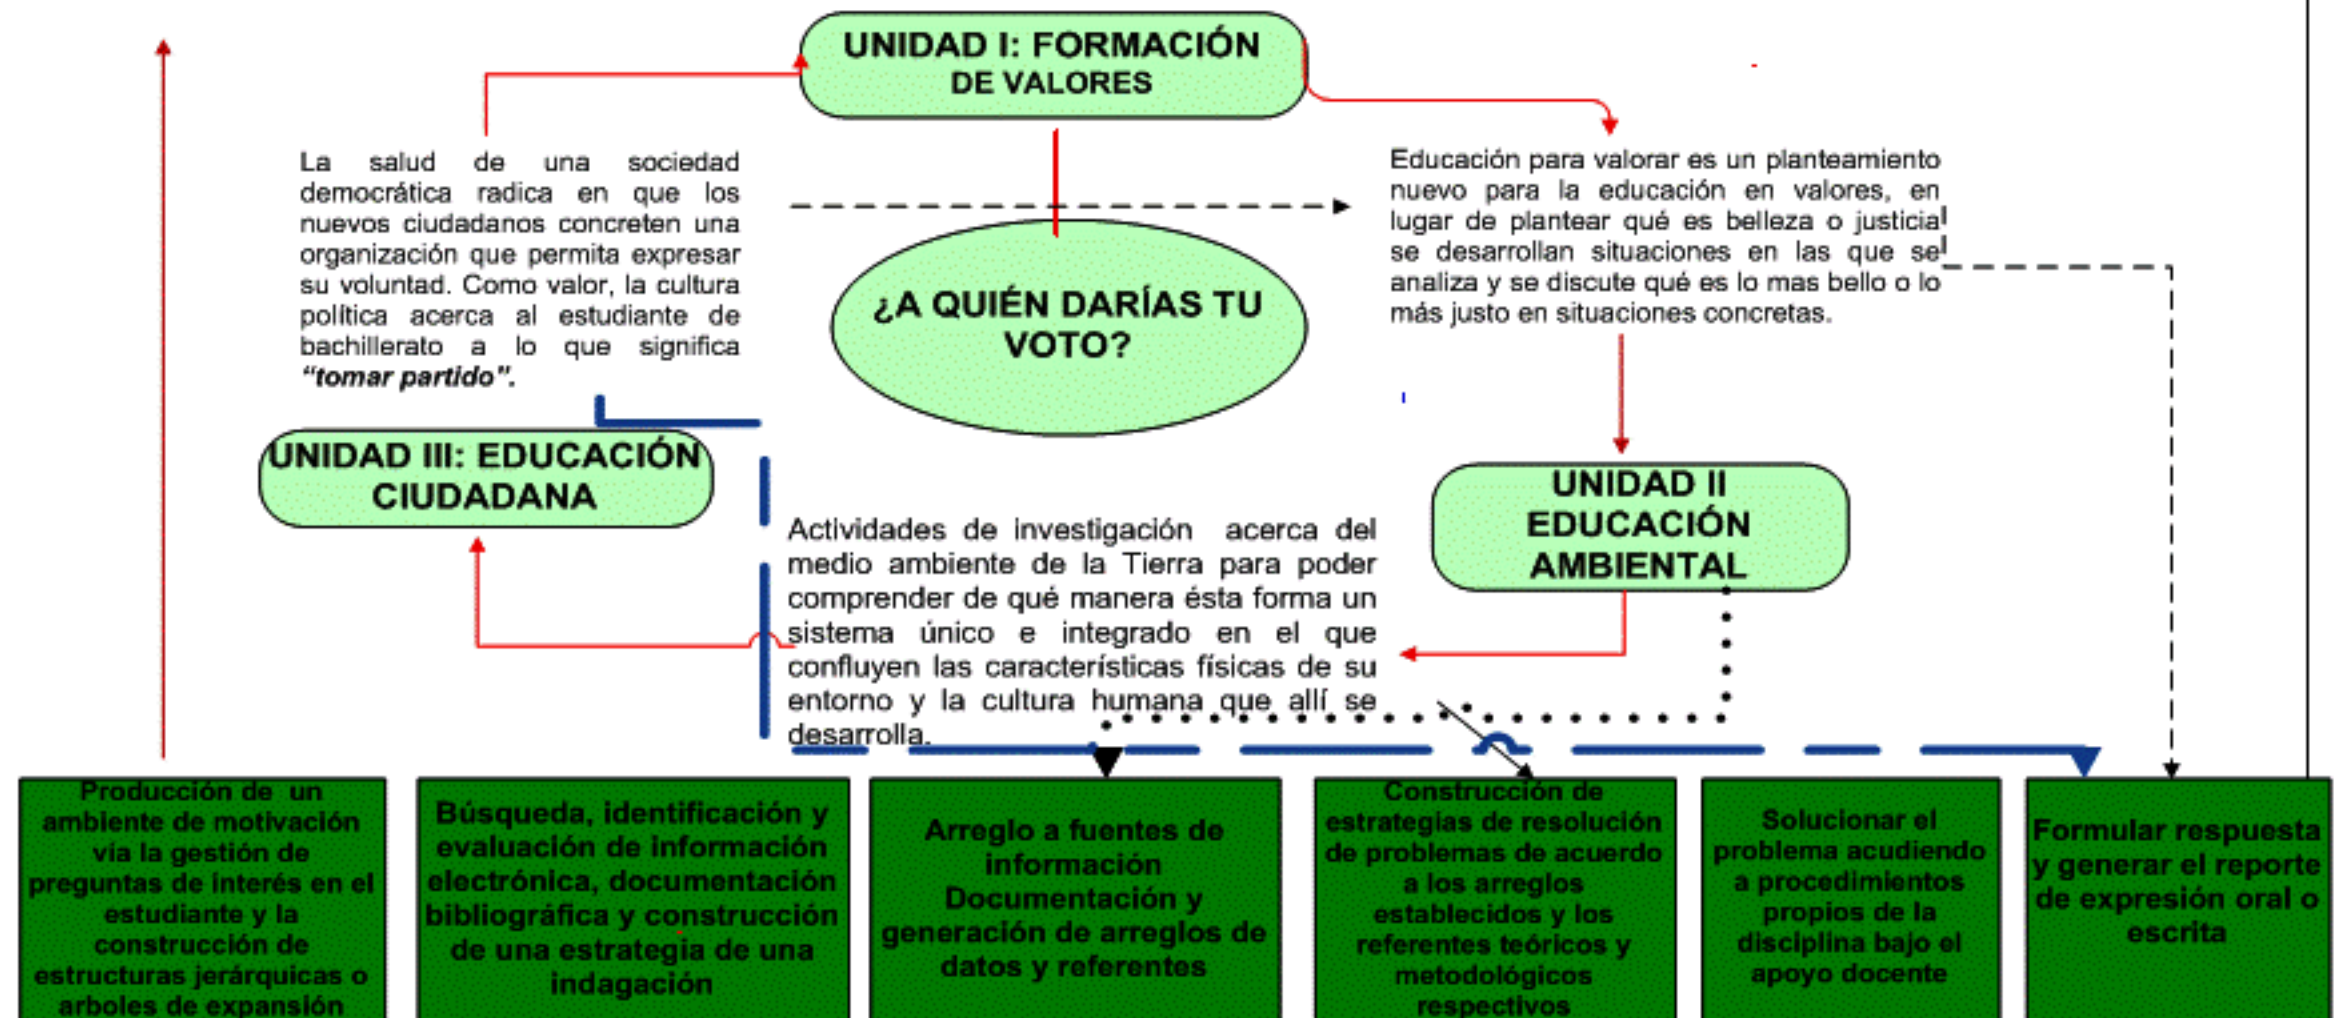 UNIDAD I: FORMACIÓN
DE VALORES
La salud de una sociedad
democrática radica en que los
nuevos ciudadanos concreten una
organización que permita expresar
su voluntad. Como valor, la cultura
política acerca al estudiante de
bachillerato a lo que significa
“tomar partido”.
¿A QUIÉN DARÍAS TU
VOTO?
Educación para valorar es un planteamiento
nuevo para la educación en valores, en
lugar de plantear qué es belleza o justicia
se desarrollan situaciones en las que se
analiza y se discute qué es lo mas bello o lo
más justo en situaciones concretas.
UNIDAD III: EDUCACIÓN
CIUDADANA
UNIDAD II
EDUCACIÓN
AMBIENTAL
Actividades de investigación acerca del
medio ambiente de la Tierra para poder
comprender de qué manera ésta forma un
sistema único e integrado en el que
confluyen las características físicas de su
entorno y la cultura humana que allí se
desarrolla.
Producción de un
ambiente de motivación
vía la gestión de
preguntas de interés en el
estudiante y la
construcción de
estructuras jerárquicas o
arboles de expansión
Búsqueda, identificación y
evaluación de información
electrónica, documentación
bibliográfica y construcción
de una estrategia de una
indagación
Arreglo a fuentes de
información
Documentación y
generación de arreglos de
datos y referentes
Construcción de
estrategias de resolución
de problemas de acuerdo
a los arreglos
establecidos y los
referentes teóricos y
metodológicos
respectivos
Solucionar el
problema acudiendo
a procedimientos
propios de la
disciplina bajo el
apoyo docente
Formular respuesta
y generar el reporte
de expresión oral o
escrita